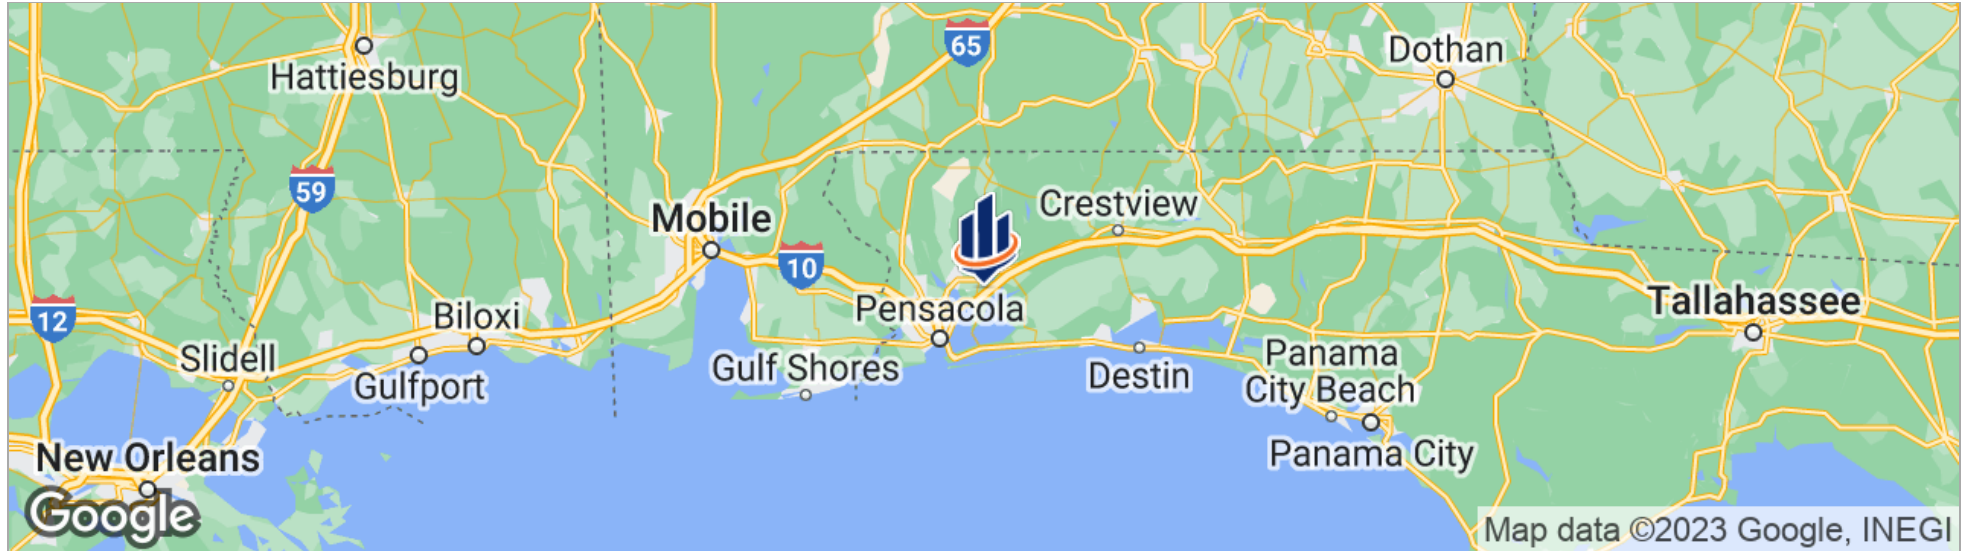 65
Dothan
Hattiesburg
59
Crestview
Mobile
10
12
Biloxi
Pensacola
Tallahassee
Slidell
Gulfport
Gulf Shores
Destin
Panama
City Beach
Panama City
New Orleans
Google
Map data ©2023 Google, INEGI